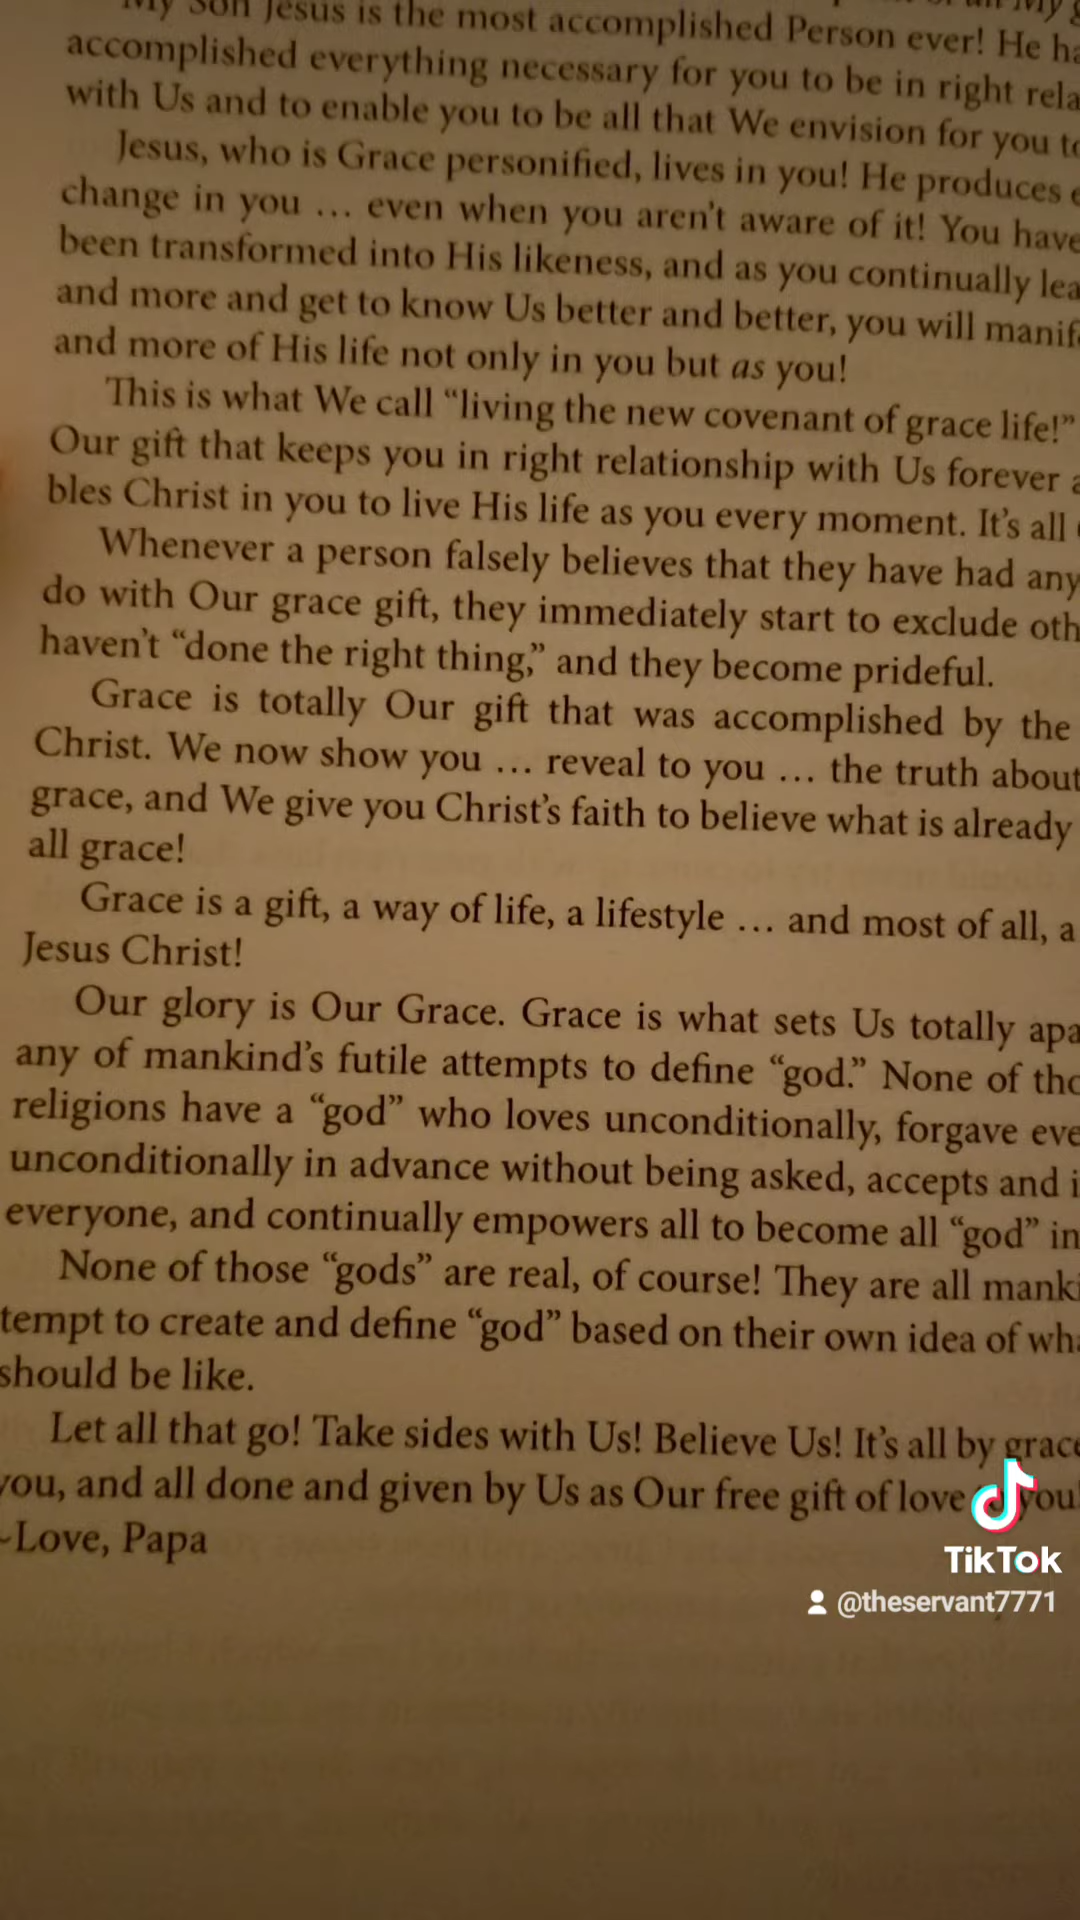 My Son Jesus is the most accomplished Person ever! He
accomplished everything necessary for you to be in right
with Us and to enable you to be all that We envision for you
Jesus, who is Grace personified, lives in you! He produces
change in you ... even when you aren't aware of it! You have
been transformed into His likeness, and as you continually
and more and get to know Us better and better, you will
and more of His life not only in you but as you!
This is what We call “living the new covenant of grace life!”
Our gift that keeps you in right relationship with Us forever
bles Christ in you to live His life as you every moment. It's all
Whenever a person falsely believes that they have had any
do with Our grace gift, they immediately start to exclude
haven't “done the right thing,” and they become prideful.
Grace is totally Our gift that was accomplished by the
Christ. We now show you ... reveal to you ... the truth about
grace, and We give you Christ's faith to believe what is already
all grace!
Grace is a gift, a way of life, a lifestyle ... and most of all, a
Jesus Christ!
Our glory is Our Grace. Grace is what sets Us totally
any of mankind's futile attempts to define “god.” None of
religions have a “god” who loves unconditionally, forgave
unconditionally in advance without being asked, accepts and
everyone, and continually empowers all to become all “god” in
None of those “gods” are real, of course! They are all
tempt to create and define “god” based on their own idea of
should be like.
Let all that go! Take sides with Us! Believe Us! It's all by grace
you, and all done and given by Us as Our free gift of love you!
~Love, Papa
TikTok
@theservant7771